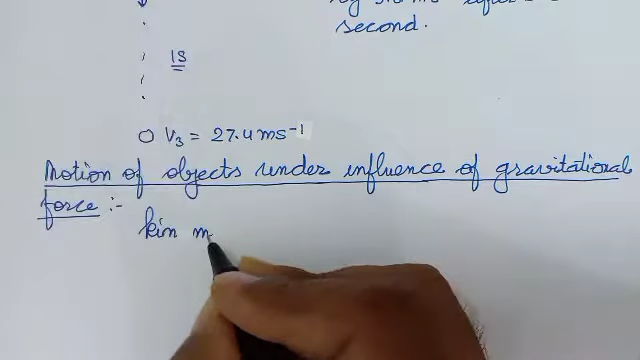 second.
1s
V₃ = 27.4 ms⁻¹
Motion of objects under influence of gravitational
force :-
kin m